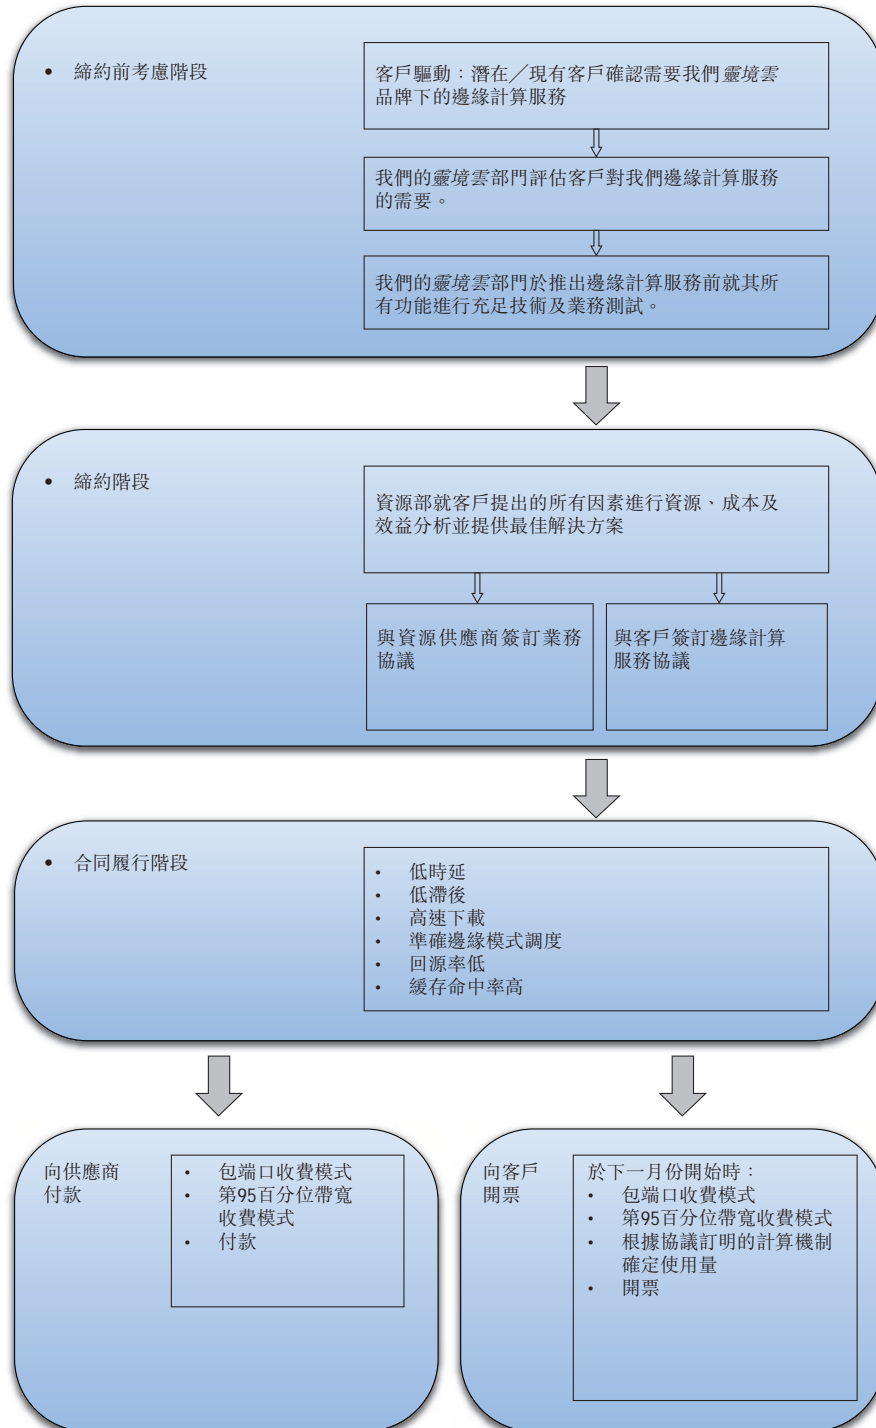 • 締約前考慮階段
客戶驅動：潛在／現有客戶確認需要我們靈境雲
品牌下的邊緣計算服務
我們的靈境雲部門評估客戶對我們邊緣計算服務
的需要。
我們的靈境雲部門於推出邊緣計算服務前就其所
有功能進行充足技術及業務測試。
• 締約階段
資源部就客戶提出的所有因素進行資源、成本及
效益分析並提供最佳解決方案
與資源供應商簽訂業務
協議
與客戶簽訂邊緣計算
服務協議
• 合同履行階段
• 低時延
• 低滯後
• 高速下載
• 準確邊緣模式調度
• 回源率低
• 緩存命中率高
向供應商
付款
• 包端口收費模式
• 第95百分位帶寬
收費模式
• 付款
向客戶
開票
於下一月份開始時：
• 包端口收費模式
• 第95百分位帶寬收費模式
• 根據協議訂明的計算機制
確定使用量
• 開票